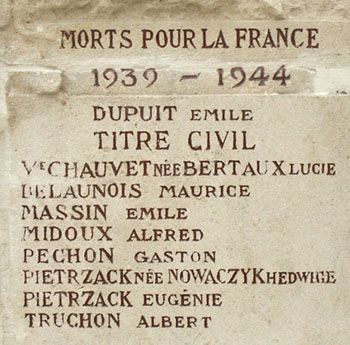 MORTS POUR LA FRANCE
1939 - 1944
DUPUIT EMILE
TITRE CIVIL
VE CHAUVET NÉE BERTAUX LUCIE
DELAUNOIS MAURICE
MASSIN EMILE
MIDOUX ALFRED
PECHON GASTON
PIETRZACK NÉE NOWACZYK HEDWIGE
PIETRZACK EUGÉNIE
TRUCHON ALBERT